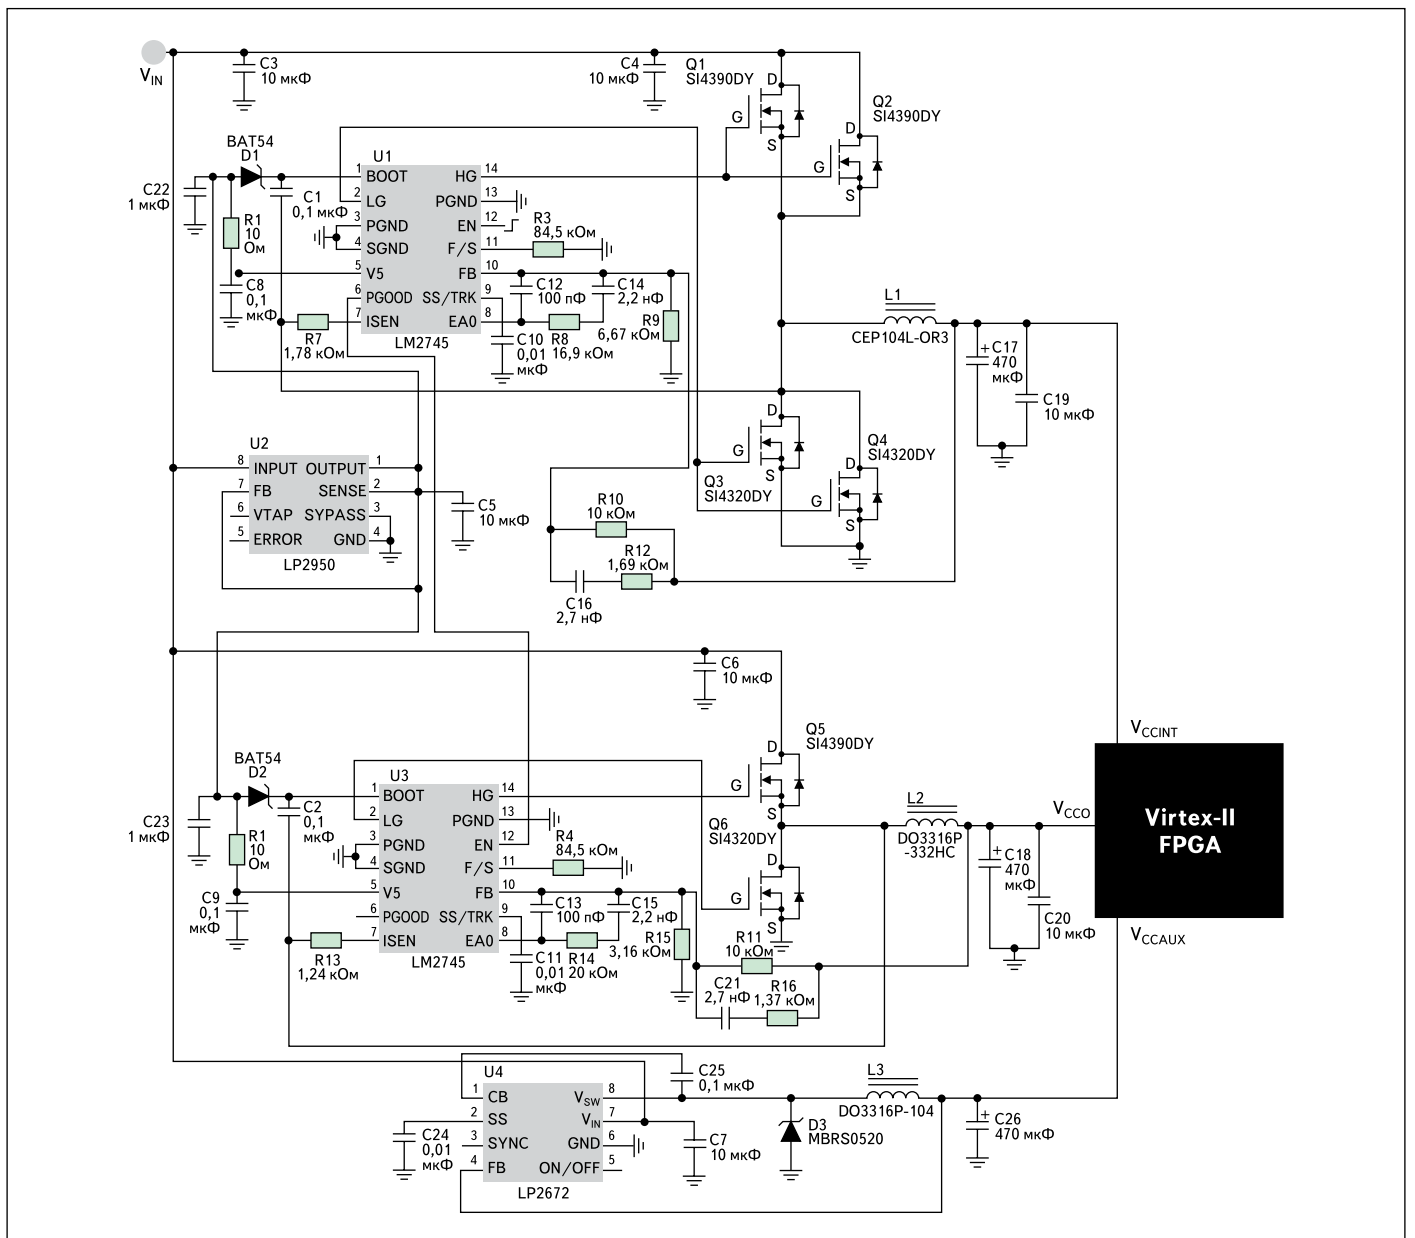 V_IN
C3
10 мкФ
C4
10 мкФ
Q1
SI4390DY
D
G
S
Q2
SI4390DY
D
G
S
BAT54
D1
C22
1 мкФ
R1
10
Ом
C8
0,1
мкФ
C1
0,1 мкФ
R7
1,78 кОм
U1
1 BOOT HG 14
2 LG PGND 13
3 PGND EN 12
4 SGND F/S 11
5 V5 FB 10
6 PGOOD SS/TRK 9
7 ISEN EA0 8
LM2745
R3
84,5 кОм
C12
100 пФ
C14
2,2 нФ
R9
6,67 кОм
C10
0,01
мкФ
R8
16,9 кОм
L1
CEP104L-OR3
+ C17
470
мкФ
C19
10 мкФ
D
G
S
Q3
SI4320DY
Q4
SI4320DY
D
G
S
U2
8 INPUT OUTPUT 1
7 FB SENSE 2
6 VTAP SYPASS 3
5 ERROR GND 4
LP2950
C5
10 мкФ
R10
10 кОм
R12
1,69 кОм
C16
2,7 нФ
C6
10 мкФ
Q5
SI4390DY
D
G
S
Q6
SI4320DY
D
G
S
BAT54
D2
C23
1 мкФ
R1
10
Ом
C9
0,1
мкФ
C2
0,1
мкФ
R13
1,24 кОм
U3
1 BOOT HG 14
2 LG PGND 13
3 PGND EN 12
4 SGND F/S 11
5 V5 FB 10
6 PGOOD SS/TRK 9
7 ISEN EA0 8
LM2745
R4
84,5 кОм
C13
100 пФ
C15
2,2 нФ
R15
3,16 кОм
C11
0,01
мкФ
R14
20 кОм
R11
10 кОм
C21
2,7 нФ
R16
1,37 кОм
L2
DO3316P
-332HC
+ C18
470
мкФ
C20
10 мкФ
V_CCINT
V_CCO
Virtex-II
FPGA
V_CCAUX
U4
1 CB V_SW 8
2 SS V_IN 7
3 SYNC GND 6
4 FB ON/OFF 5
LP2672
C24
0,01
мкФ
C25
0,1 мкФ
C7
10 мкФ
D3
MBRS0520
L3
DO3316P-104
+ C26
470 мкФ